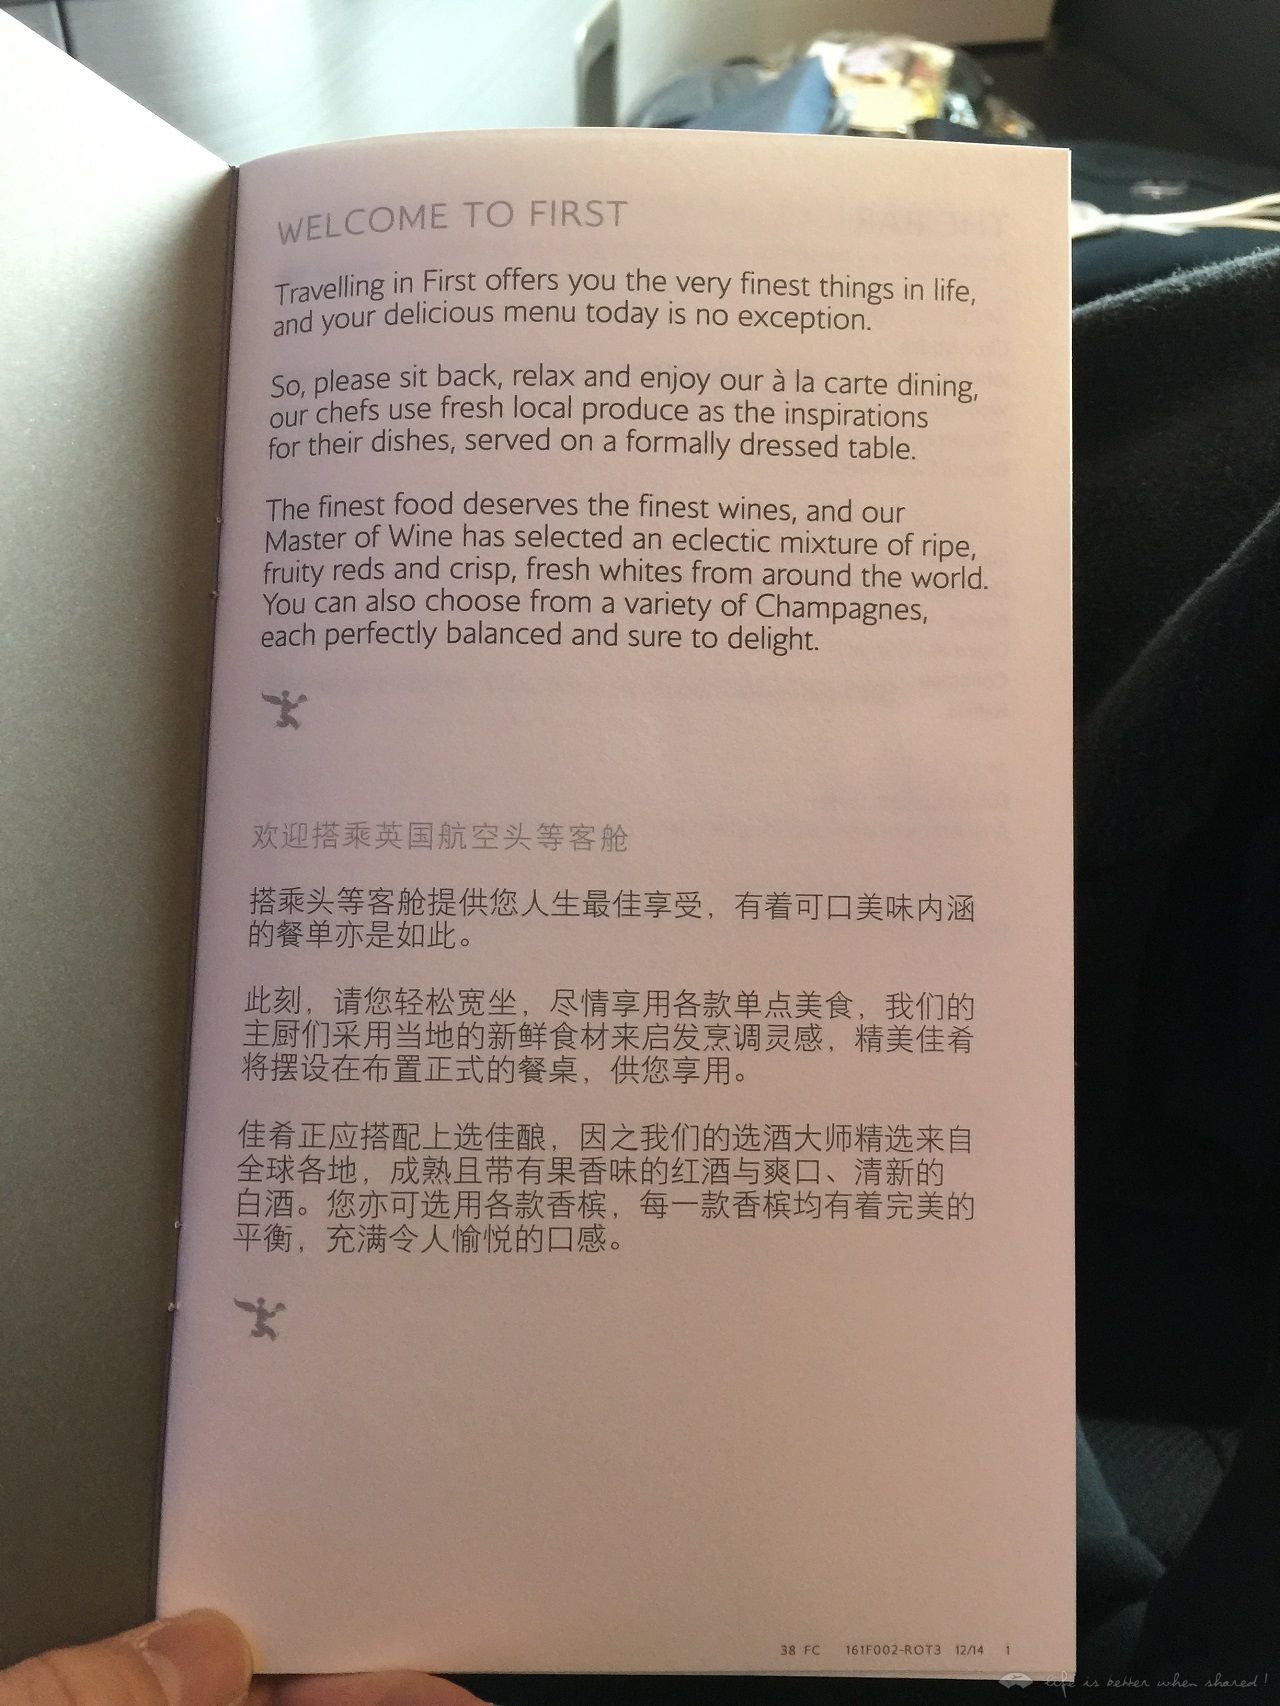 WELCOME TO FIRST
Travelling in First offers you the very finest things in life,
and your delicious menu today is no exception.
So, please sit back, relax and enjoy our à la carte dining,
our chefs use fresh local produce as the inspirations
for their dishes, served on a formally dressed table.
The finest food deserves the finest wines, and our
Master of Wine has selected an eclectic mixture of ripe,
fruity reds and crisp, fresh whites from around the world.
You can also choose from a variety of Champagnes,
each perfectly balanced and sure to delight.
欢迎搭乘英国航空头等客舱
搭乘头等客舱提供您人生最佳享受，有着可口美味内涵
的餐单亦是如此。
此刻，请您轻松宽坐，尽情享用各款单点美食，我们的
主厨们采用当地的新鲜食材来启发烹调灵感，精美佳肴
将摆设在布置正式的餐桌，供您享用。
佳肴正应搭配上选佳酿，因之我们的选酒大师精选来自
全球各地，成熟且带有果香味的红酒与爽口、清新的
白酒。您亦可选用各款香槟，每一款香槟均有着完美的
平衡，充满令人愉悦的口感。
38 FC 161F002-ROT3 12/14 1
life is better when shared!